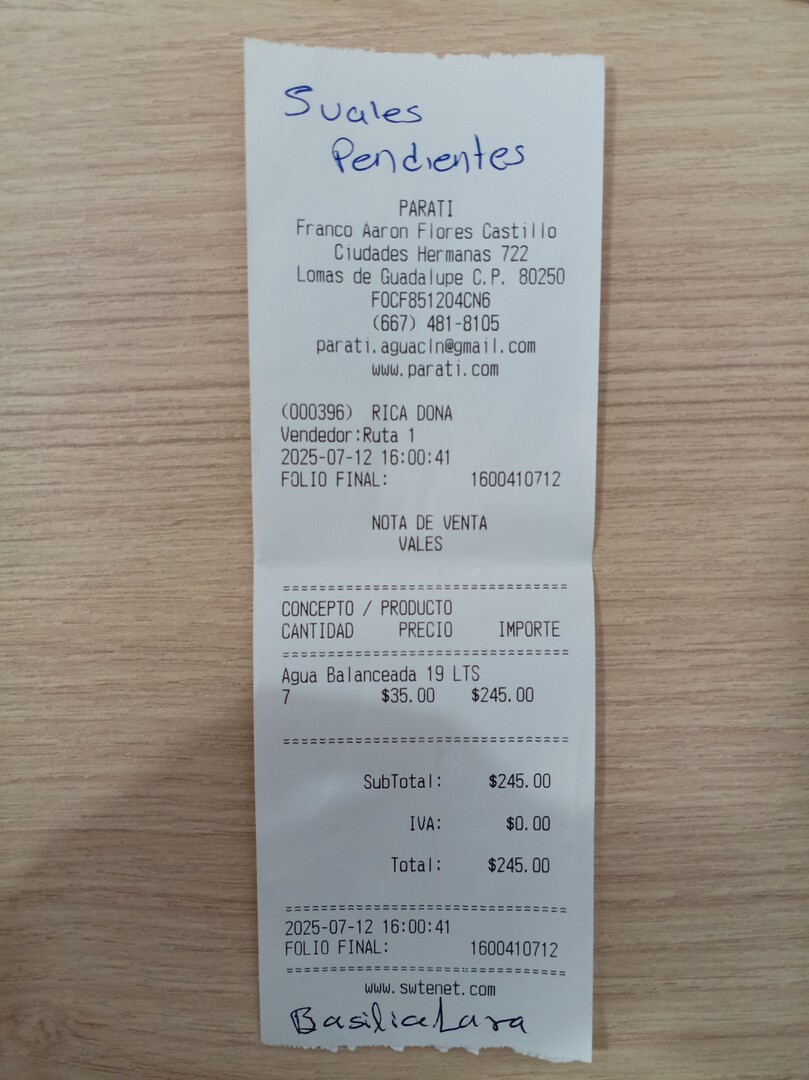 5 vales
Pendientes
PARATI
Franco Aaron Flores Castillo
Ciudades Hermanas 722
Lomas de Guadalupe C.P. 80250
FOCF851204CN6
(667) 481-8105
parati.aguacln@gmail.com
www.parati.com
(000396) RICA DONA
Vendedor:Ruta 1
2025-07-12 16:00:41
FOLIO FINAL: 1600410712
NOTA DE VENTA
VALES
CONCEPTO / PRODUCTO
CANTIDAD PRECIO IMPORTE
Agua Balanceada 19 LTS
7 $35.00 $245.00
SubTotal: $245.00
IVA: $0.00
Total: $245.00
2025-07-12 16:00:41
FOLIO FINAL: 1600410712
www.swtenet.com
Basilica Lara